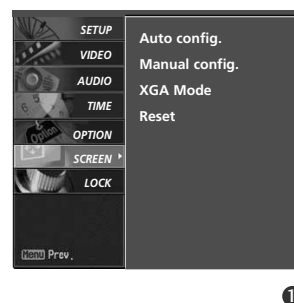 SETUP
VIDEO
AUDIO
TIME
OPTION
SCREEN
LOCK
Menu Prev.
Auto config.
Manual config.
XGA Mode
Reset
1